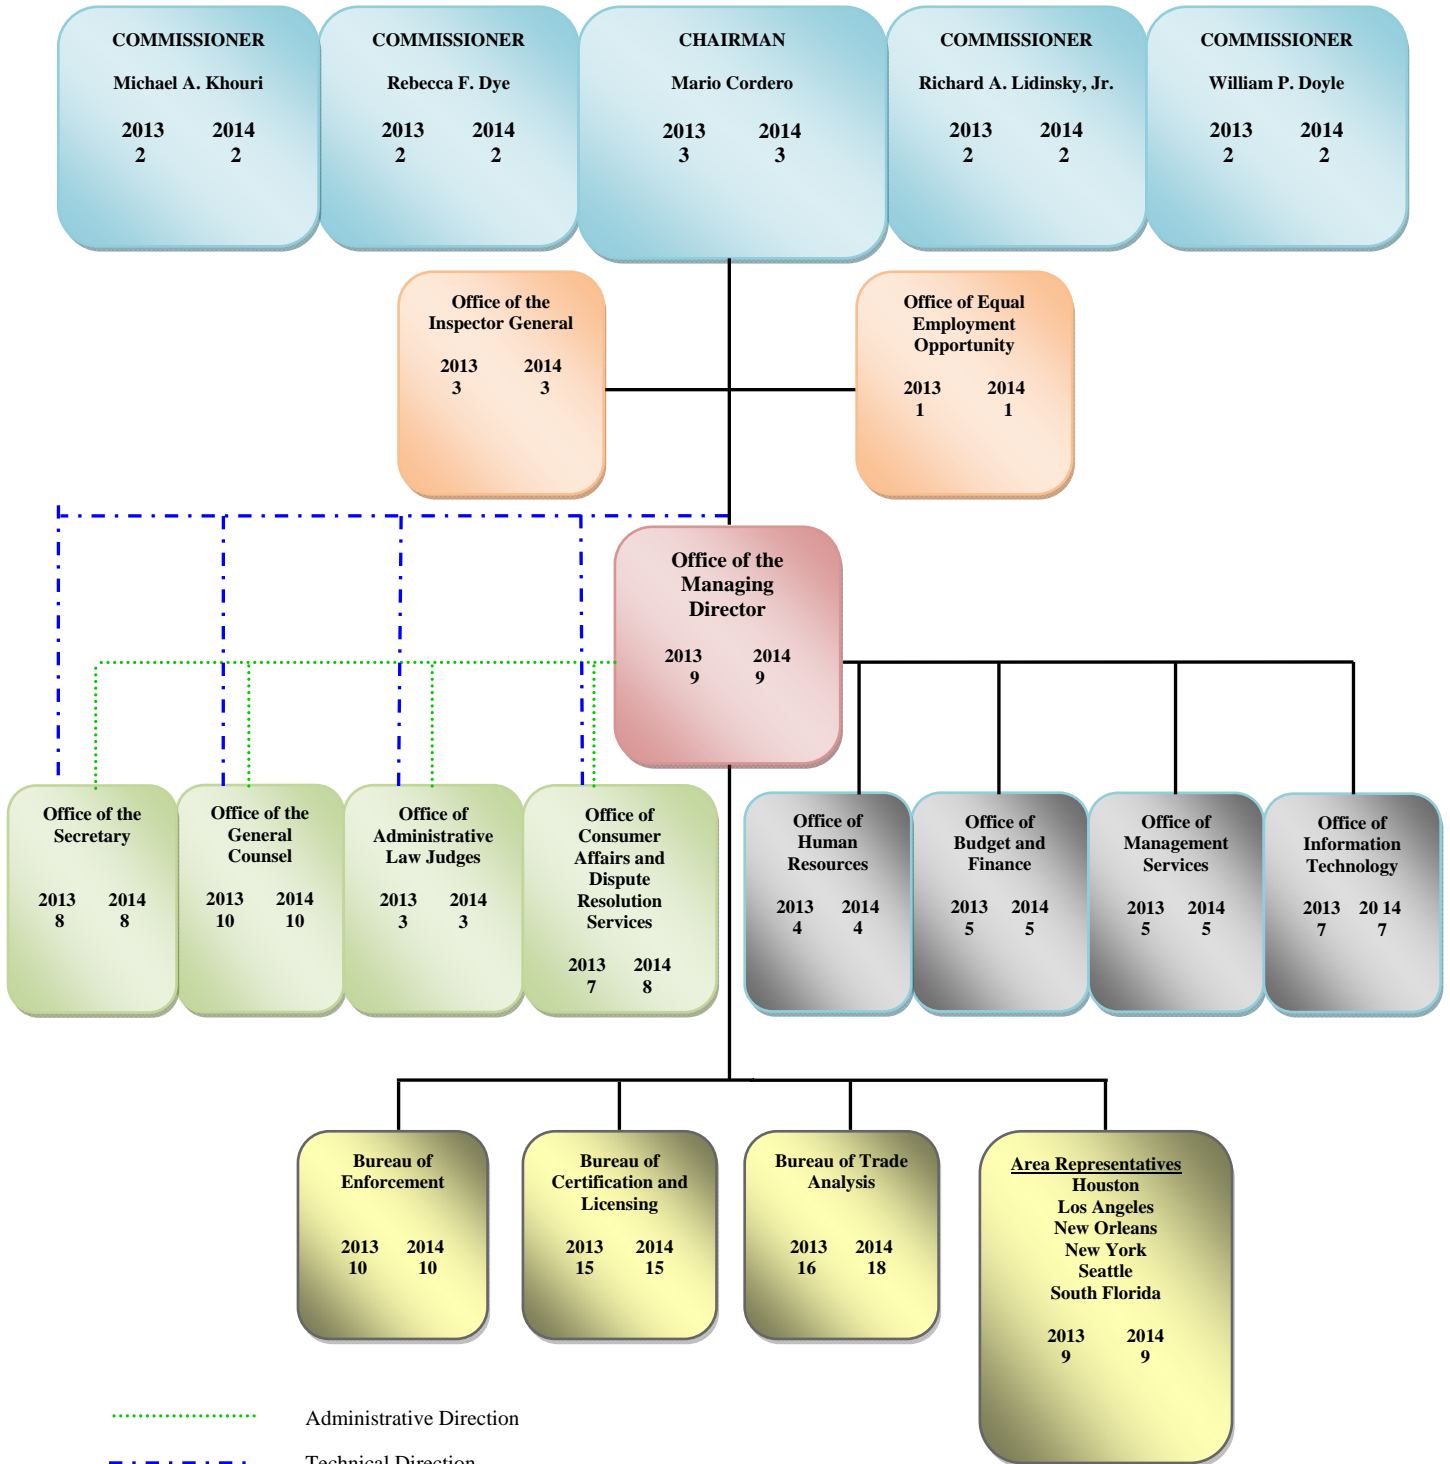 COMMISSIONER
Michael A. Khouri
2013 2014
2 2
COMMISSIONER
Rebecca F. Dye
2013 2014
2 2
CHAIRMAN
Mario Cordero
2013 2014
3 3
COMMISSIONER
Richard A. Lidinsky, Jr.
2013 2014
2 2
COMMISSIONER
William P. Doyle
2013 2014
2 2
Office of the
Inspector General
2013 2014
3 3
Office of Equal
Employment
Opportunity
2013 2014
1 1
Office of the
Managing
Director
2013 2014
9 9
Office of the
Secretary
2013 2014
8 8
Office of the
General
Counsel
2013 2014
10 10
Office of
Administrative
Law Judges
2013 2014
3 3
Office of
Consumer
Affairs and
Dispute
Resolution
Services
2013 2014
7 8
Office of
Human
Resources
2013 2014
4 4
Office of
Budget and
Finance
2013 2014
5 5
Office of
Management
Services
2013 2014
5 5
Office of
Information
Technology
2013 20 14
7 7
Bureau of
Enforcement
2013 2014
10 10
Bureau of
Certification and
Licensing
2013 2014
15 15
Bureau of Trade
Analysis
2013 2014
16 18
Area Representatives
Houston
Los Angeles
New Orleans
New York
Seattle
South Florida
2013 2014
9 9
Administrative Direction
Technical Direction